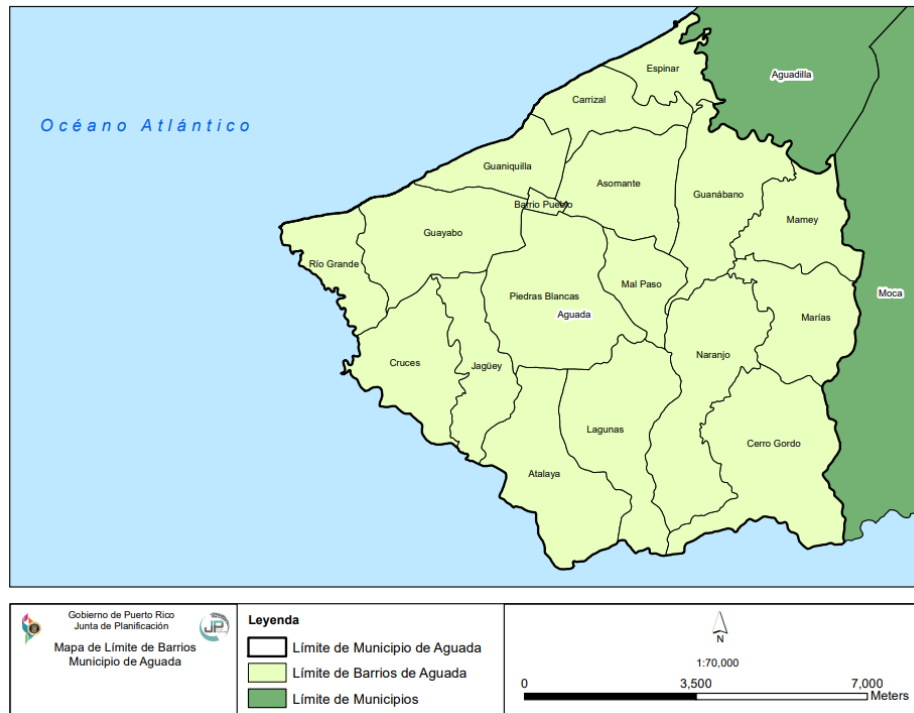 Espinar
Aguadilla
Carrizal
Océano Atlántico
Guaniquilla
Asomante
Guanábano
Barrio Pueblo
Mamey
Guayabo
Río Grande
Mal Paso
Moca
Piedras Blancas
Aguada
Marías
Naranjo
Cruces
Jagüey
Lagunas
Cerro Gordo
Atalaya
Gobierno de Puerto Rico
Junta de Planificación
JP
Mapa de Límite de Barrios
Municipio de Aguada
Leyenda
Límite de Municipio de Aguada
Límite de Barrios de Aguada
Límite de Municipios
N
1:70,000
0 3,500 7,000
Meters